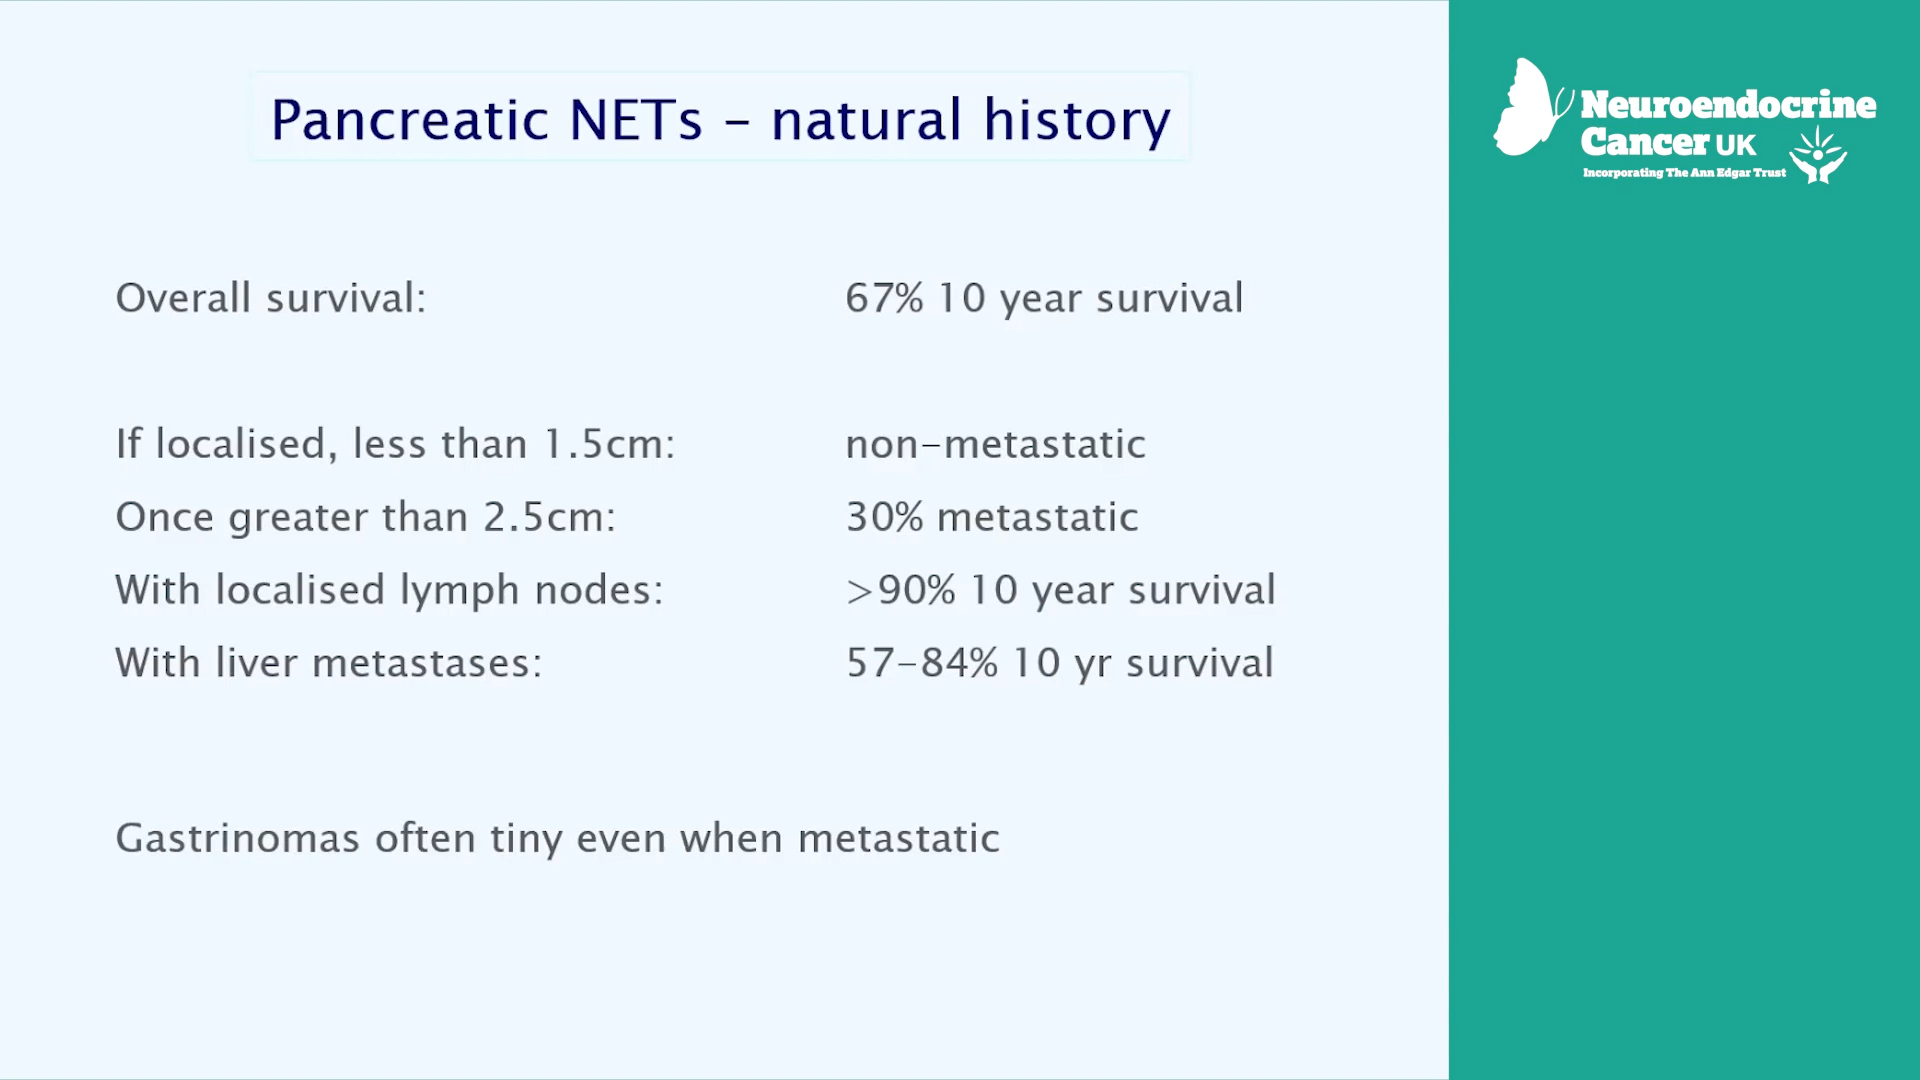 Pancreatic NETs – natural history
Neuroendocrine
Cancer UK
Incorporating The Ann Edgar Trust
Overall survival: 67% 10 year survival
If localised, less than 1.5cm: non-metastatic
Once greater than 2.5cm: 30% metastatic
With localised lymph nodes: >90% 10 year survival
With liver metastases: 57-84% 10 yr survival
Gastrinomas often tiny even when metastatic